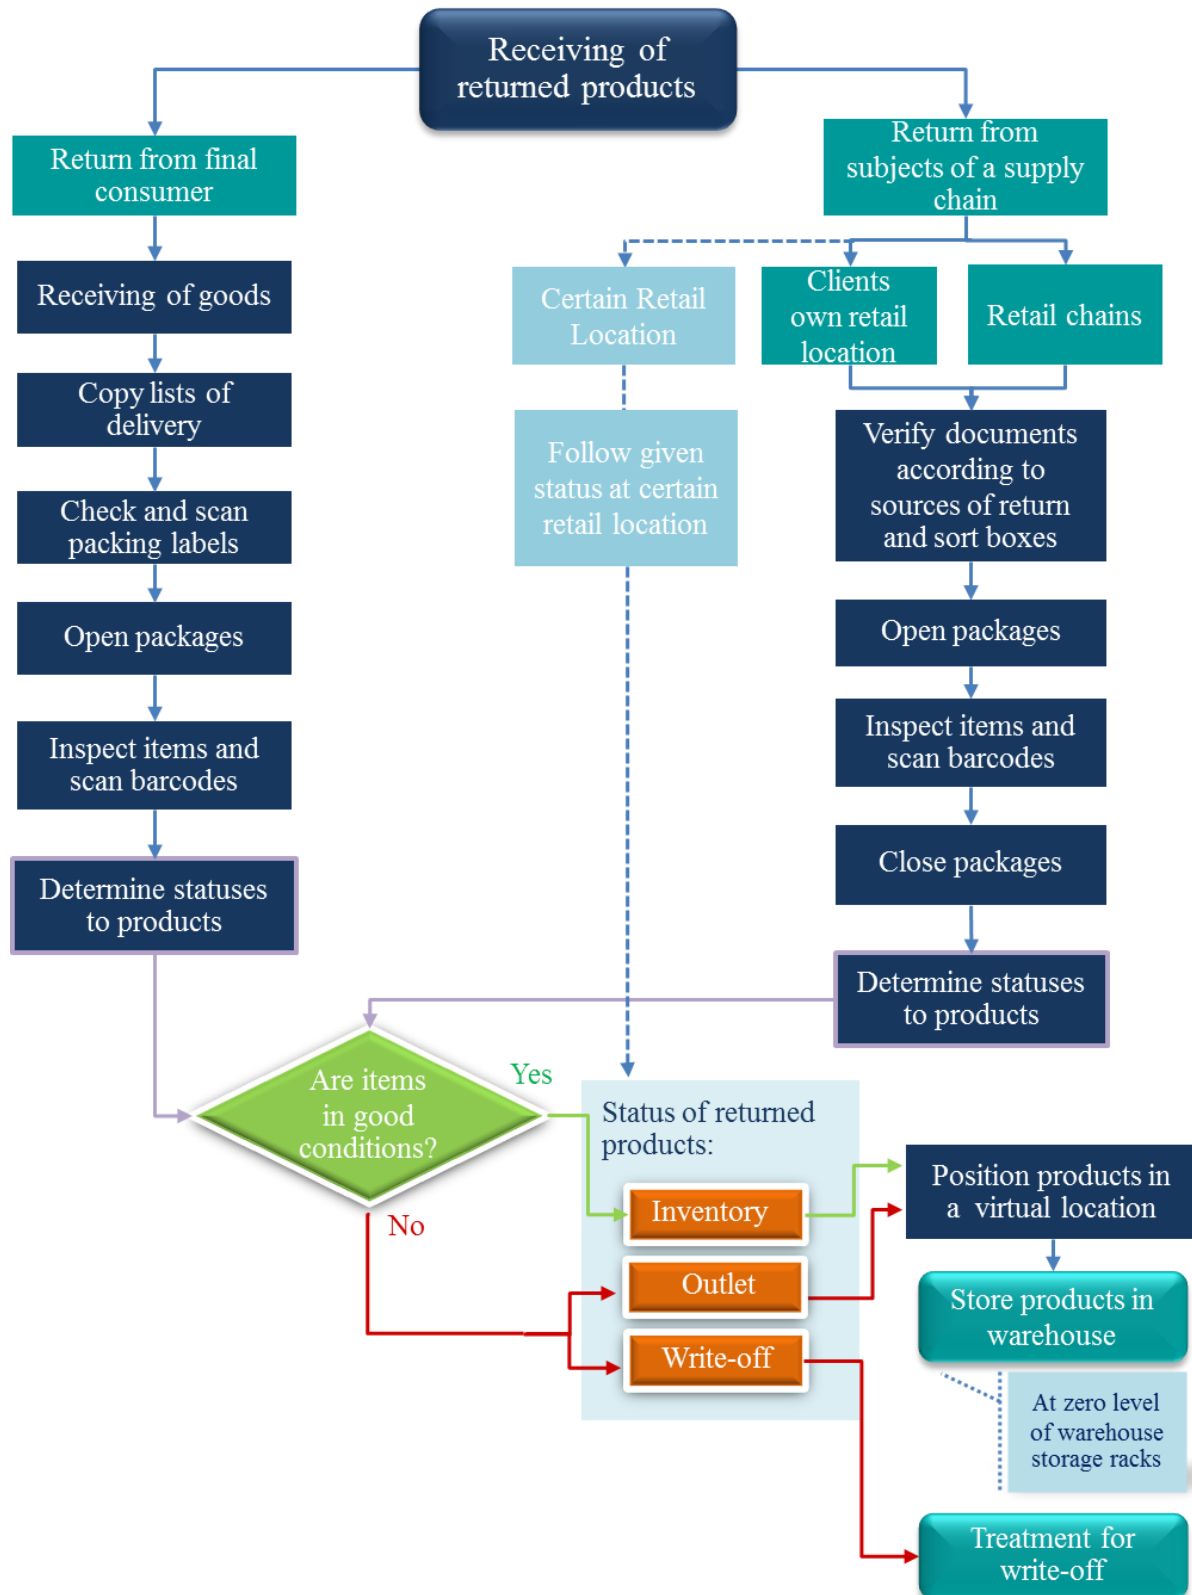 Receiving of
returned products
Return from final
consumer
Receiving of goods
Copy lists of
delivery
Check and scan
packing labels
Open packages
Inspect items and
scan barcodes
Determine statuses
to products
Return from
subjects of a supply
chain
Certain Retail
Location
Follow given
status at certain
retail location
Clients
own retail
location
Retail chains
Verify documents
according to
sources of return
and sort boxes
Open packages
Inspect items and
scan barcodes
Close packages
Determine statuses
to products
Are items
in good
conditions?
Yes
No
Status of returned
products:
Inventory
Outlet
Write-off
Position products in
a virtual location
Store products in
warehouse
At zero level
of warehouse
storage racks
Treatment for
write-off